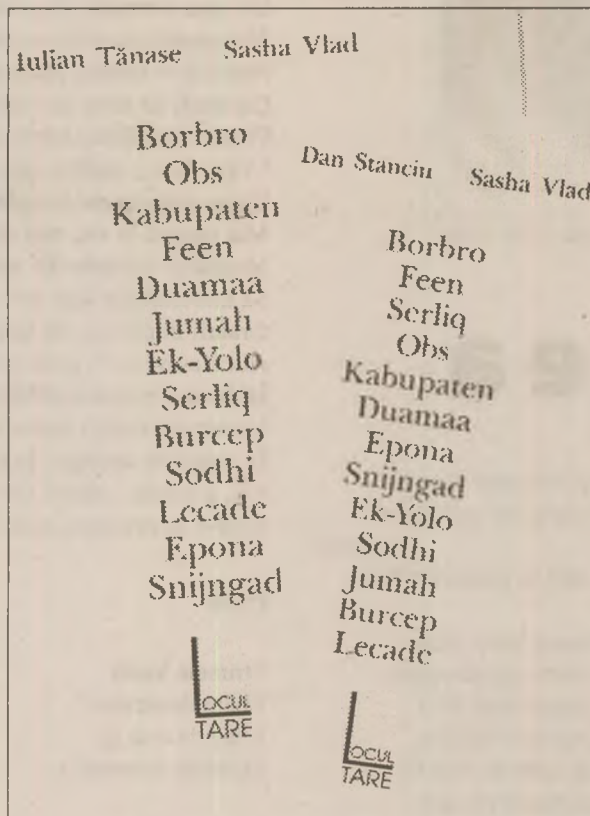 Iulian Tănase Sasha Vlad
Borbro
Obs
Kabupaten
Feen
Duamaa
Jumah
Ek-Yolo
Serliq
Burcep
Sodhi
Lecade
Epona
Snijngad
LOCUL
TARE
Dan Stanciu Sasha Vlad
Borbro
Feen
Serliq
Obs
Kabupaten
Duamaa
Epona
Snijngad
Ek-Yolo
Sodhi
Jumah
Burcep
Lecade
LOCUL
TARE